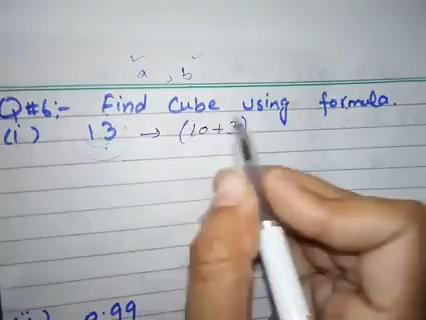 a , b
Q#6:- Find Cube using formula.
(i) 13 → (10+3)
0.99